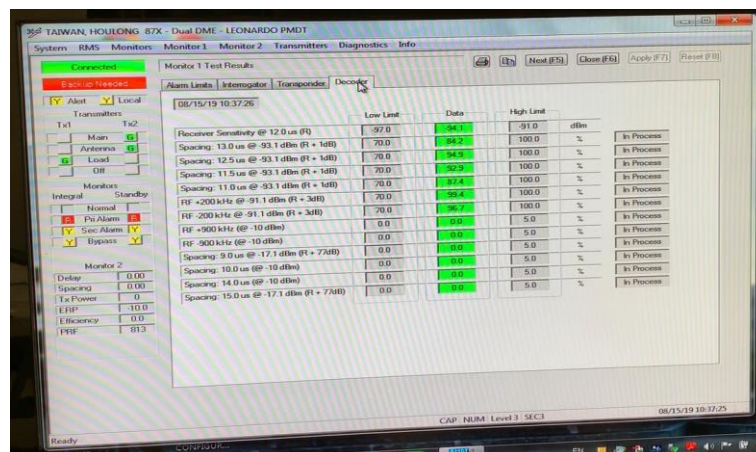 TAIWAN, HOULONG 87X - Dual DME - LEONARDO PMDT
System RMS Monitors Monitor 1 Monitor 2 Transmitters Diagnostics Info
Connected
Monitor 1 Test Results
Next (F5) Close (F6) Apply (F7) Reset (F8)
Backup Needed
Alarm Limits Interrogator Transponder Decoder
Y Alert Y Local
08/15/19 10:37:26
Transmitters
Tx1 Tx2
Main G
Antenna G
G Load
Off
Monitors
Integral Standby
Normal
R Pri Alarm R
Y Sec Alarm Y
Y Bypass Y
Monitor 2
Delay 0.00
Spacing 0.00
Tx Power 0
ERP -10.0
Efficiency 0.0
PRF 813
Low Limit Data High Limit
Receiver Sensitivity @ 12.0 us (R) -97.0 -94.1 -91.0 dBm
Spacing: 13.0 us @ -93.1 dBm (R + 1dB) 70.0 84.2 100.0 % In Process
Spacing: 12.5 us @ -93.1 dBm (R + 1dB) 70.0 94.9 100.0 % In Process
Spacing: 11.5 us @ -93.1 dBm (R + 1dB) 70.0 92.9 100.0 % In Process
Spacing: 11.0 us @ -93.1 dBm (R + 1dB) 70.0 87.4 100.0 % In Process
RF +200 kHz @ -91.1 dBm (R + 3dB) 70.0 99.4 100.0 % In Process
RF -200 kHz @ -91.1 dBm (R + 3dB) 70.0 96.7 100.0 % In Process
RF +900 kHz (@ -10 dBm) 0.0 0.0 5.0 % In Process
RF -900 kHz (@ -10 dBm) 0.0 0.0 5.0 % In Process
Spacing: 9.0 us @ -17.1 dBm (R + 77dB) 0.0 0.0 5.0 % In Process
Spacing: 10.0 us (@ -10 dBm) 0.0 0.0 5.0 % In Process
Spacing: 14.0 us (@ -10 dBm) 0.0 0.0 5.0 % In Process
Spacing: 15.0 us @ -17.1 dBm (R + 77dB) 0.0 0.0 5.0 % In Process
Ready
CAP NUM Level 3 SEC3 08/15/19 10:37:25
EN